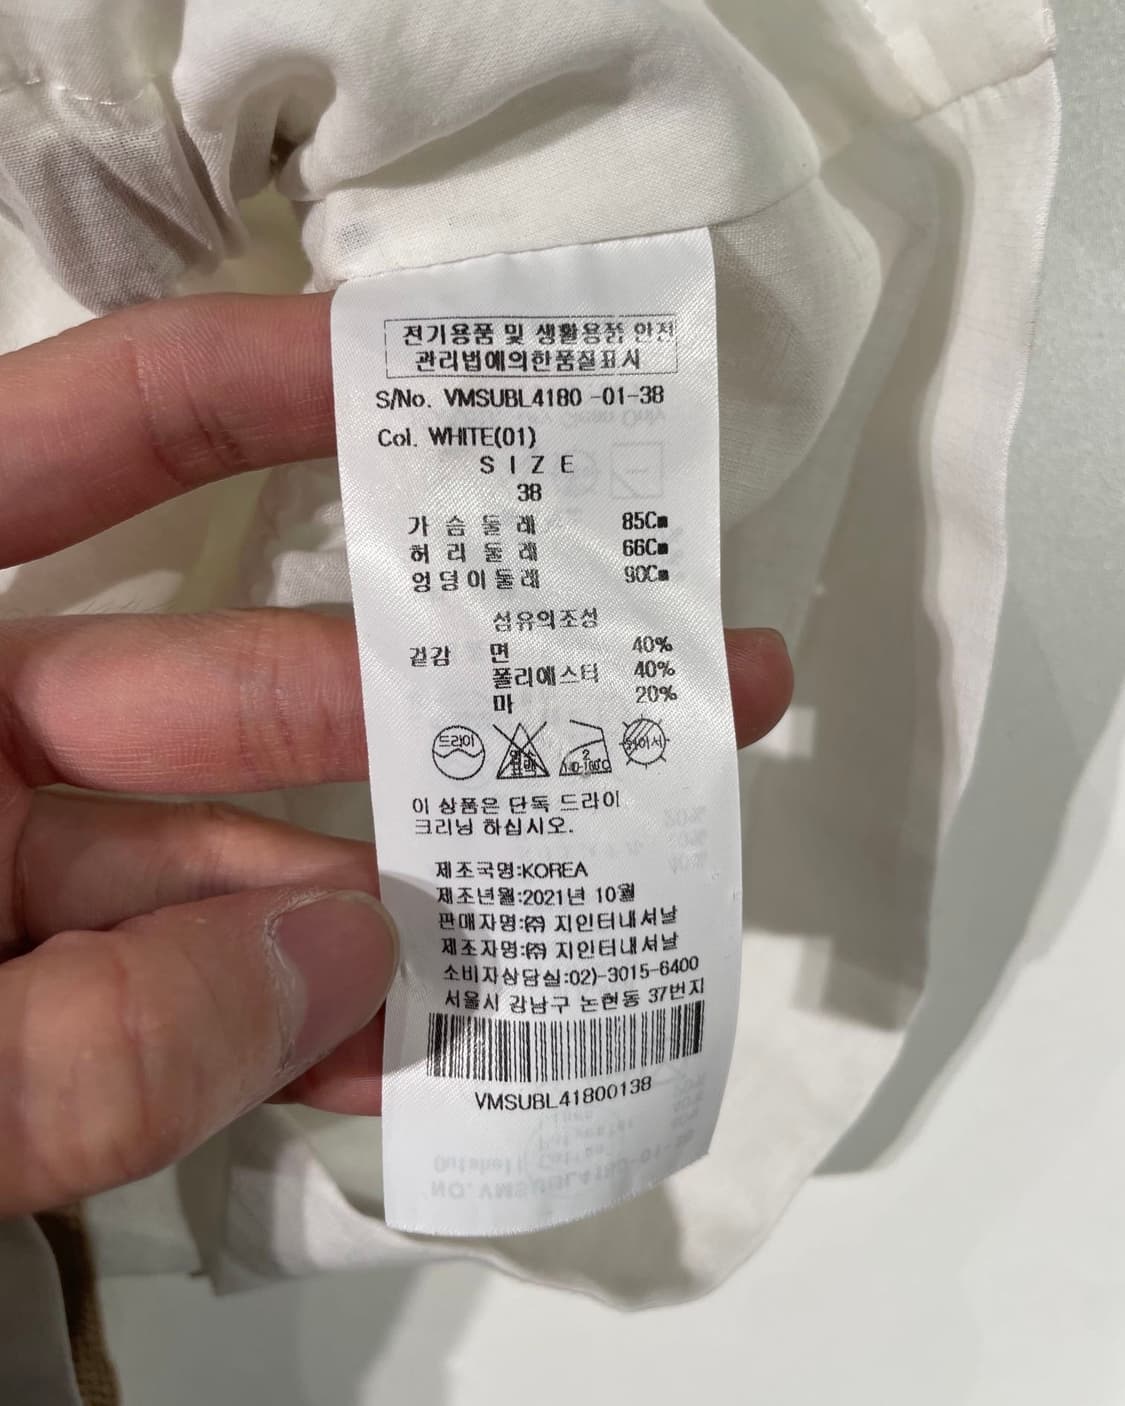 전기용품 및 생활용품 안전
관리법에의한품질표시
S/No. VMSUBL4180 -01-38
Col. WHITE(01)
S I Z E
38
가 슴 둘 레 85Cm
허 리 둘 레 66Cm
엉덩이둘레 90Cm
섬유의조성
겉감 면 40%
폴리에스터 40%
마 20%
드라이
염소
표백
2
140-160°C
이 상품은 단독 드라이
크리닝 하십시오.
제조국명:KOREA
제조년월:2021년 10월
판매자명:㈜ 지인터내셔날
제조자명:㈜ 지인터내셔날
소비자상담실:02)-3015-6400
서울시 강남구 논현동 37번지
VMSUBL41800138